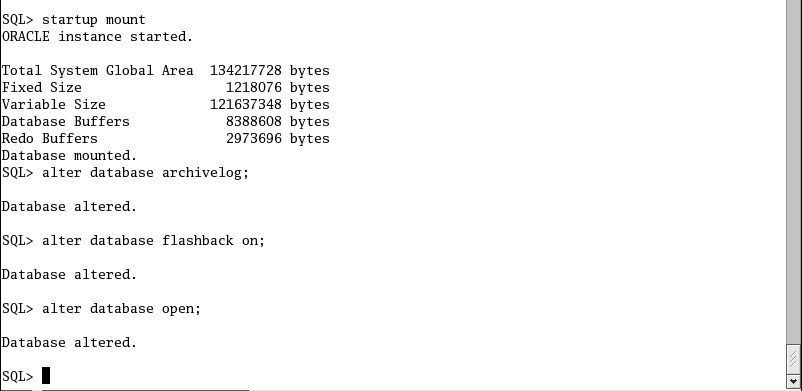 SQL> startup mount
ORACLE instance started.
Total System Global Area 134217728 bytes
Fixed Size 1218076 bytes
Variable Size 121637348 bytes
Database Buffers 8388608 bytes
Redo Buffers 2973696 bytes
Database mounted.
SQL> alter database archivelog;
Database altered.
SQL> alter database flashback on;
Database altered.
SQL> alter database open;
Database altered.
SQL>